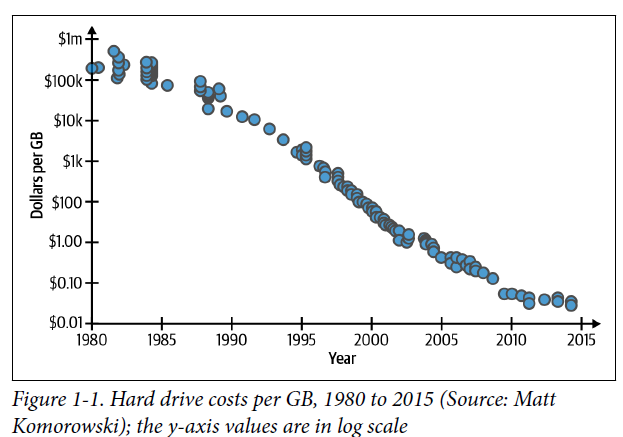 $1m
$100k
$10k
$1k
$100
$1.00
$0.10
$0.01
Dollars per GB
1980 1985 1990 1995 2000 2005 2010 2015
Year
Figure 1-1. Hard drive costs per GB, 1980 to 2015 (Source: Matt
Komorowski); the y-axis values are in log scale